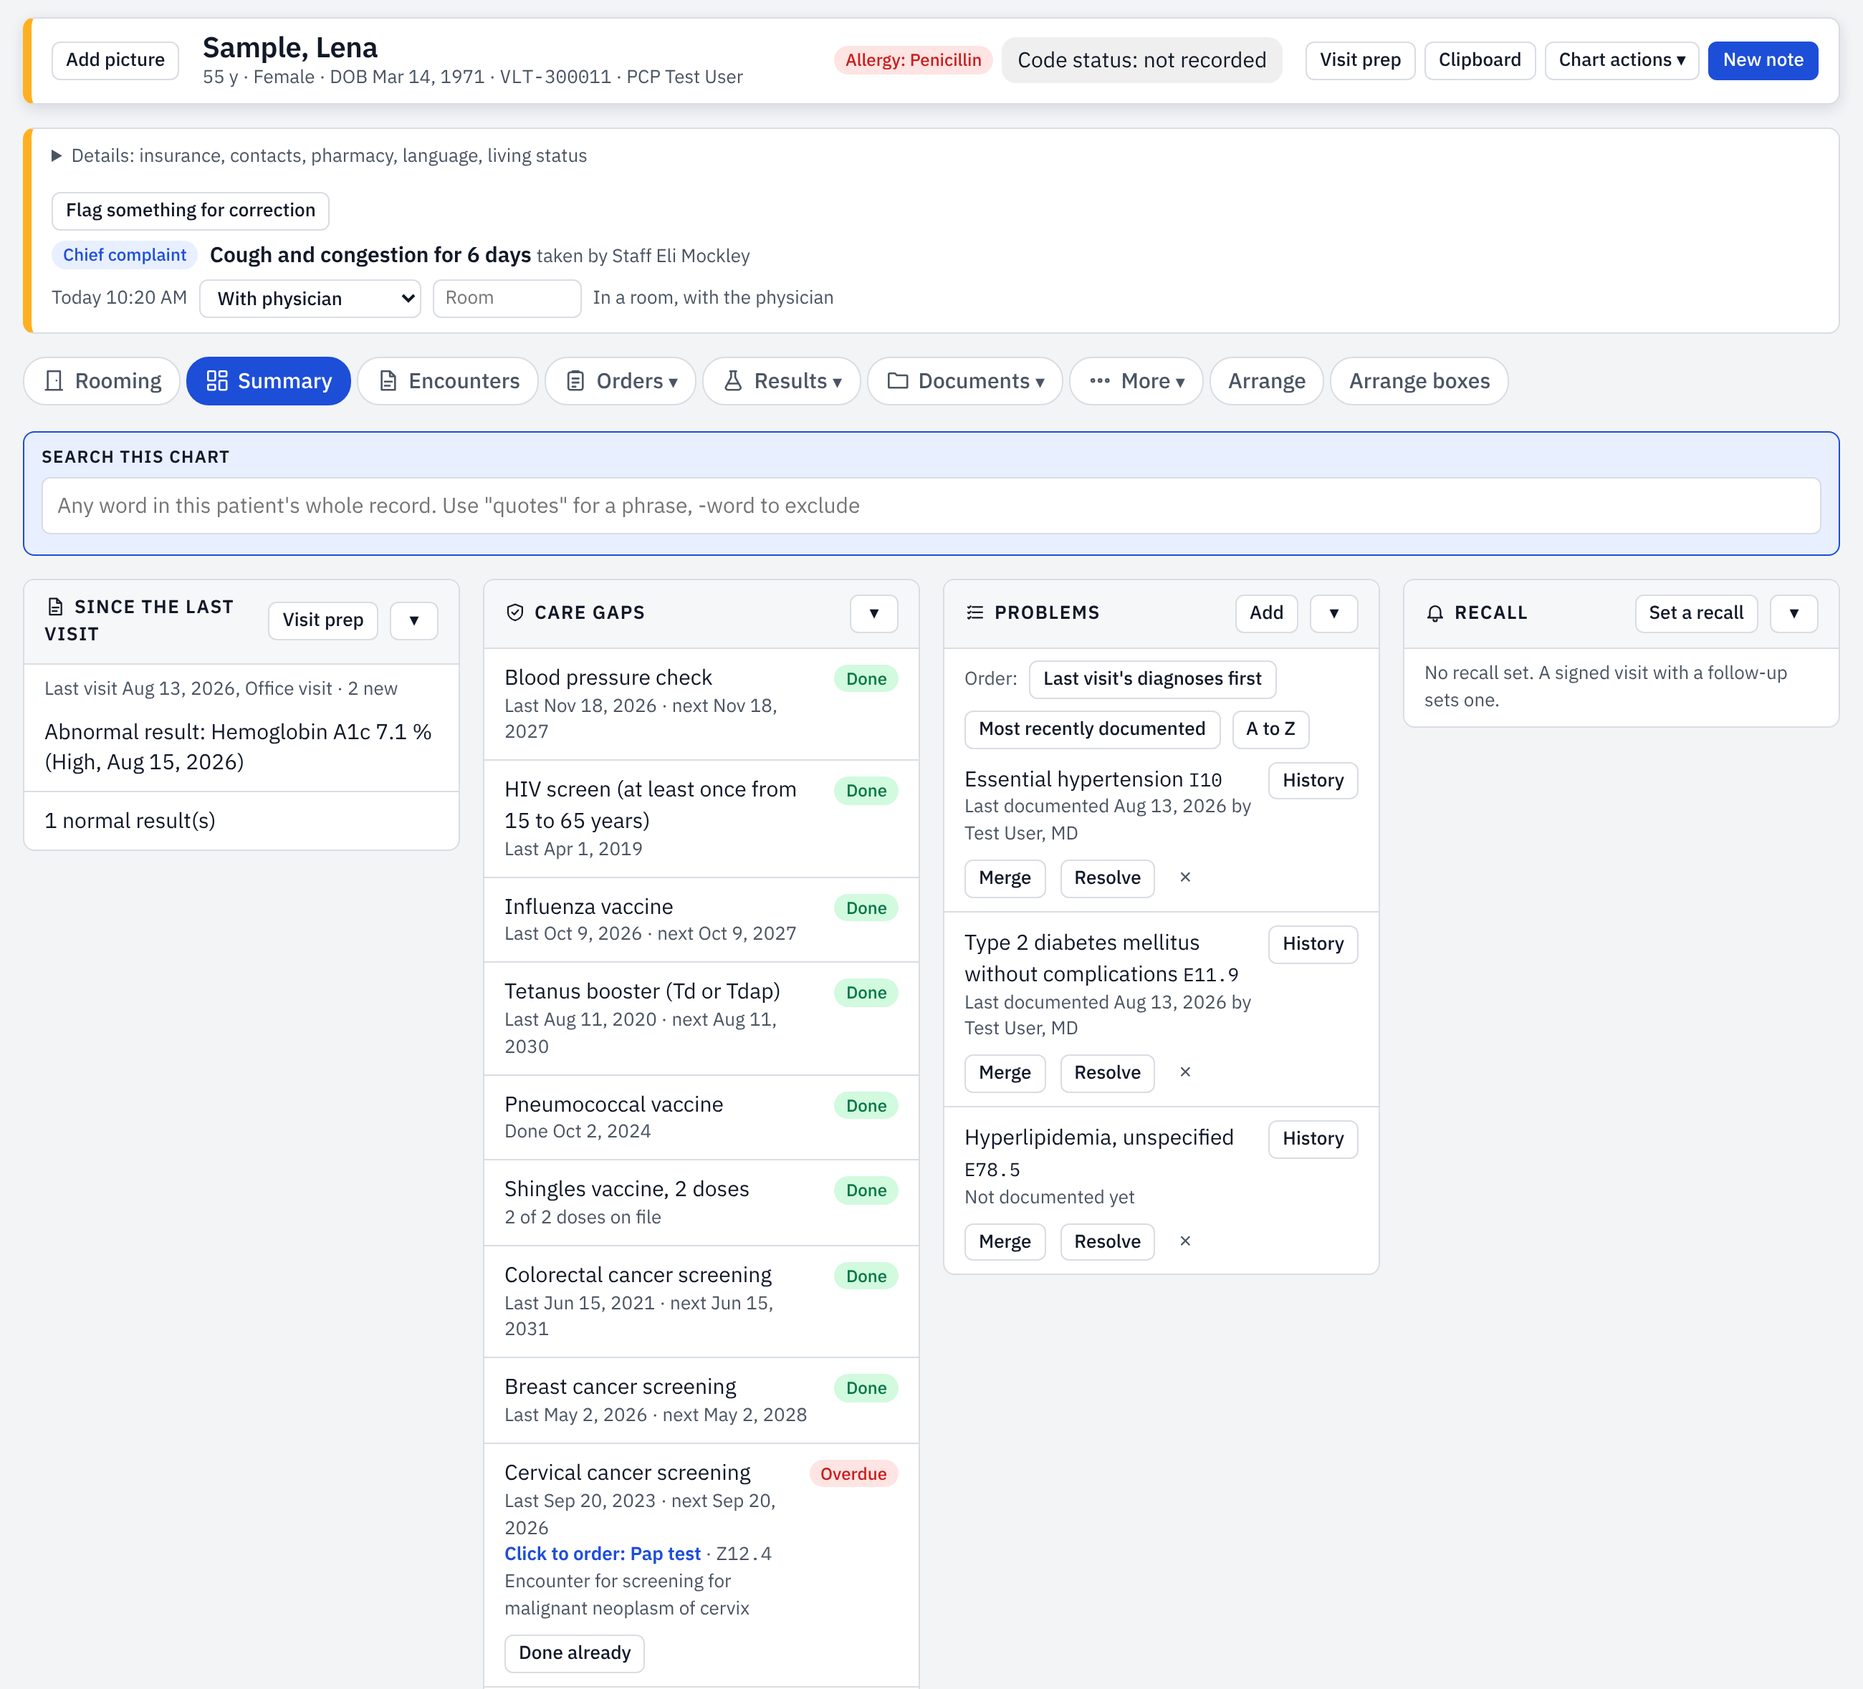 Add picture
Sample, Lena
55 y · Female · DOB Mar 14, 1971 · VLT-300011 · PCP Test User
Allergy: Penicillin
Code status: not recorded
Visit prep
Clipboard
Chart actions ▾
New note
▶ Details: insurance, contacts, pharmacy, language, living status
Flag something for correction
Chief complaint Cough and congestion for 6 days taken by Staff Eli Mockley
Today 10:20 AM With physician Room In a room, with the physician
Rooming
Summary
Encounters
Orders ▾
Results ▾
Documents ▾
More ▾
Arrange
Arrange boxes
SEARCH THIS CHART
Any word in this patient's whole record. Use "quotes" for a phrase, -word to exclude
SINCE THE LAST
VISIT
Visit prep
▾
Last visit Aug 13, 2026, Office visit · 2 new
Abnormal result: Hemoglobin A1c 7.1 %
(High, Aug 15, 2026)
1 normal result(s)
CARE GAPS
▾
Blood pressure check
Done
Last Nov 18, 2026 · next Nov 18,
2027
HIV screen (at least once from
15 to 65 years)
Done
Last Apr 1, 2019
Influenza vaccine
Done
Last Oct 9, 2026 · next Oct 9, 2027
Tetanus booster (Td or Tdap)
Done
Last Aug 11, 2020 · next Aug 11,
2030
Pneumococcal vaccine
Done
Done Oct 2, 2024
Shingles vaccine, 2 doses
Done
2 of 2 doses on file
Colorectal cancer screening
Done
Last Jun 15, 2021 · next Jun 15,
2031
Breast cancer screening
Done
Last May 2, 2026 · next May 2, 2028
Cervical cancer screening
Overdue
Last Sep 20, 2023 · next Sep 20,
2026
Click to order: Pap test · Z12.4
Encounter for screening for
malignant neoplasm of cervix
Done already
PROBLEMS
Add
▾
Order: Last visit's diagnoses first
Most recently documented
A to Z
Essential hypertension I10
History
Last documented Aug 13, 2026 by
Test User, MD
Merge
Resolve
×
Type 2 diabetes mellitus
without complications E11.9
History
Last documented Aug 13, 2026 by
Test User, MD
Merge
Resolve
×
Hyperlipidemia, unspecified
E78.5
History
Not documented yet
Merge
Resolve
×
RECALL
Set a recall
▾
No recall set. A signed visit with a follow-up
sets one.